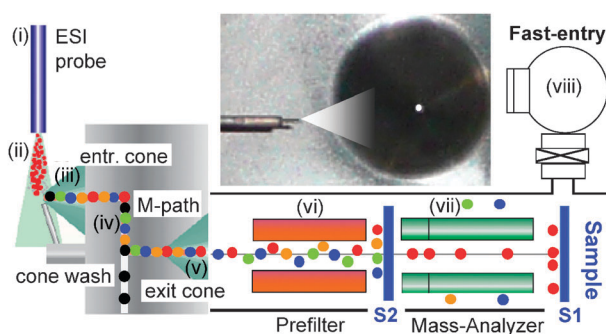 (i)
ESI
probe
Fast-entry
(viii)
(ii)
(iii)
entr. cone
M-path
(iv)
(v)
(vi)
(vii)
Sample
cone wash
exit cone
S2
S1
Prefilter
Mass-Analyzer